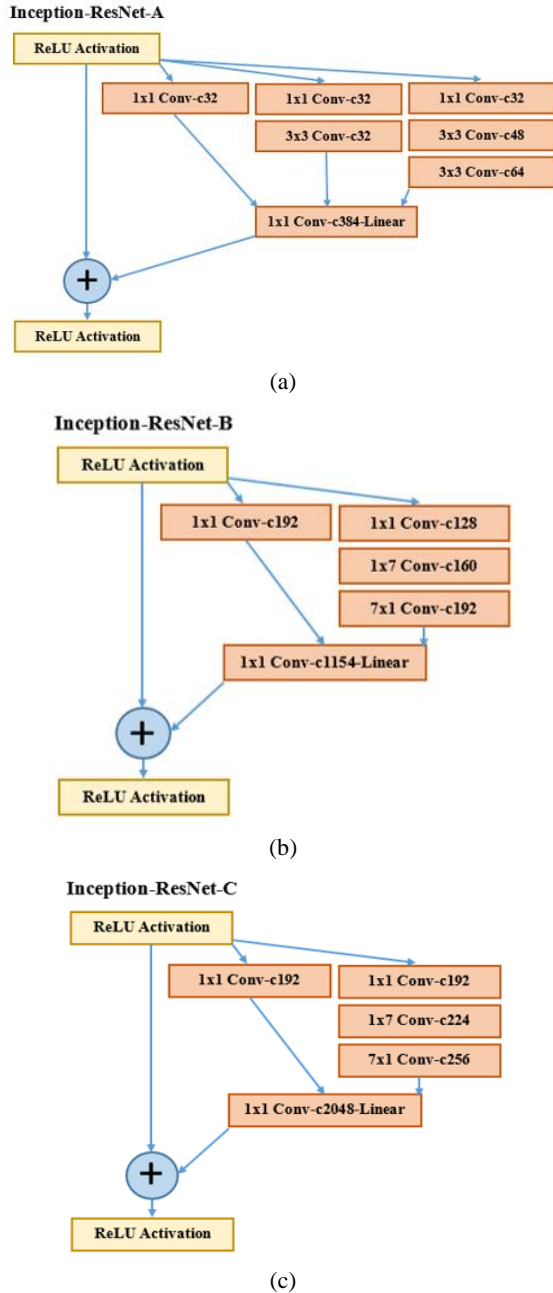 Inception-ResNet-A
ReLU Activation
1x1 Conv-c32 1x1 Conv-c32 1x1 Conv-c32
3x3 Conv-c32 3x3 Conv-c48
3x3 Conv-c64
1x1 Conv-c384-Linear
+
ReLU Activation
(a)
Inception-ResNet-B
ReLU Activation
1x1 Conv-c192 1x1 Conv-c128
1x7 Conv-c160
7x1 Conv-c192
1x1 Conv-c1154-Linear
+
ReLU Activation
(b)
Inception-ResNet-C
ReLU Activation
1x1 Conv-c192 1x1 Conv-c192
1x7 Conv-c224
7x1 Conv-c256
1x1 Conv-c2048-Linear
+
ReLU Activation
(c)